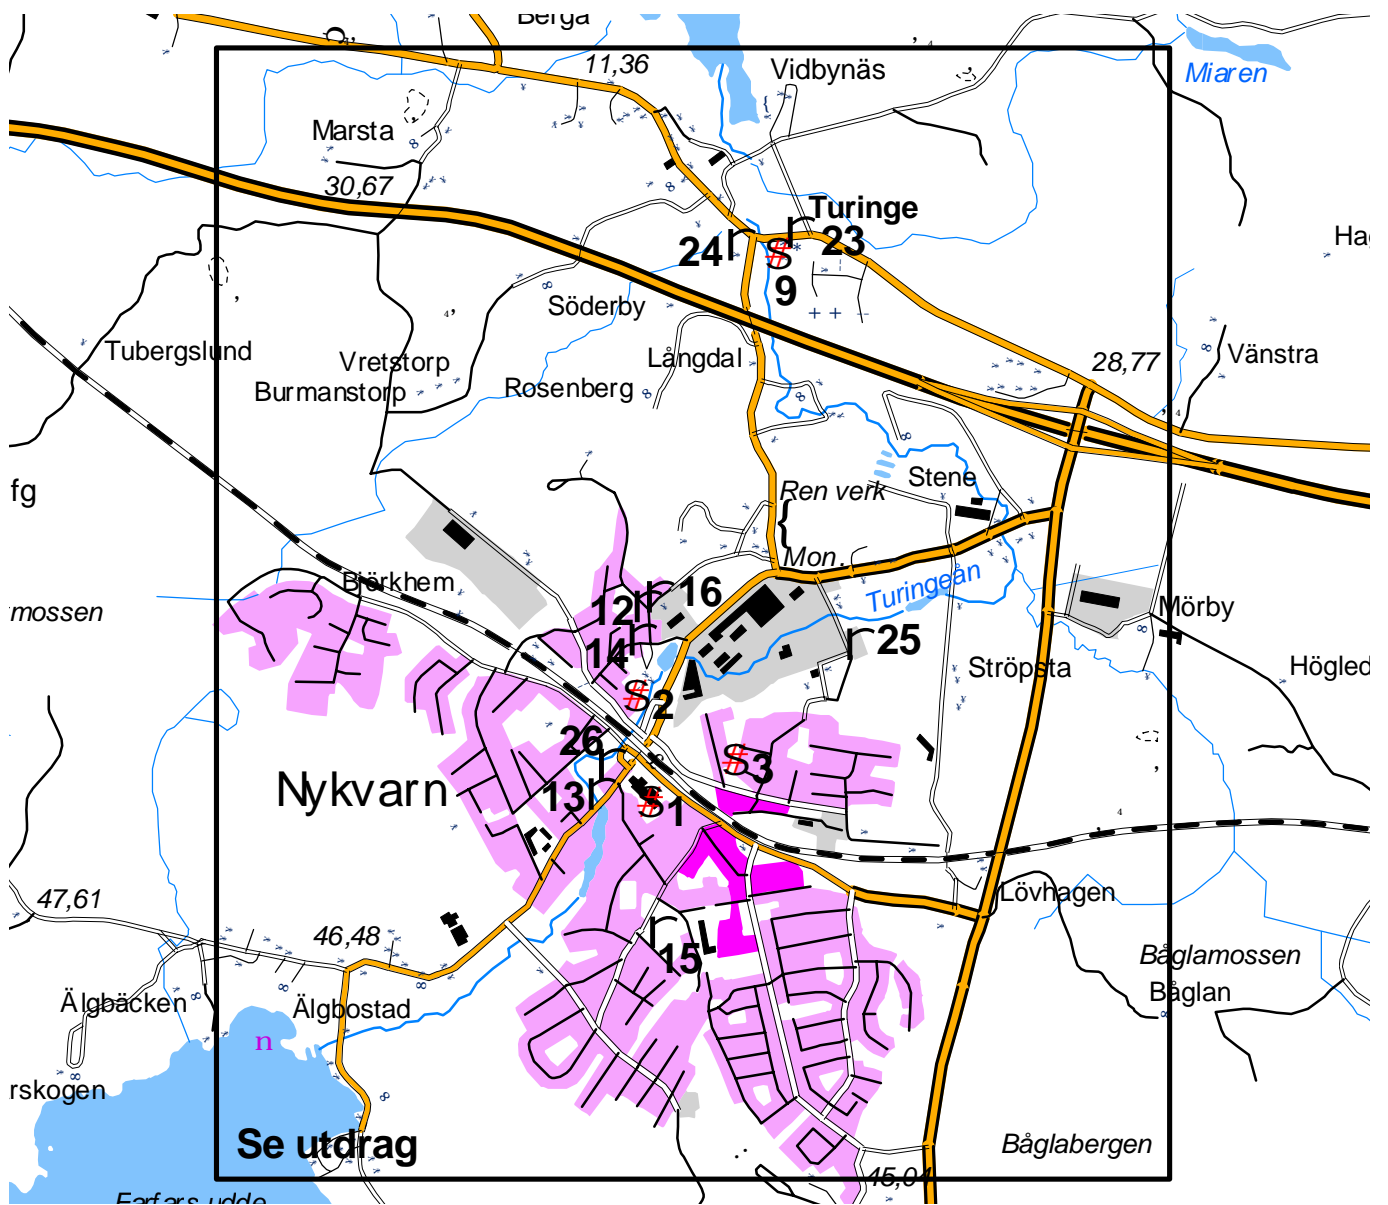 Berga
11,36
Vidbynäs
Miaren
Marsta
30,67
Turinge
24
23
9
Söderby
Tubergslund
Vretstorp
Långdal
28,77
Vänstra
Burmanstorp
Rosenberg
fg
Ren verk
Stene
Mon.
Björkhem
Turingeån
mossen
12
16
Mörby
14
25
Ströpsta
Högled
2
26
3
Nykvarn
13
1
47,61
Lövhagen
46,48
15
Båglamossen
Älgbäcken
Älgbostad
Båglan
n
rskogen
Se utdrag
Båglabergen
45,04
Farfars udde